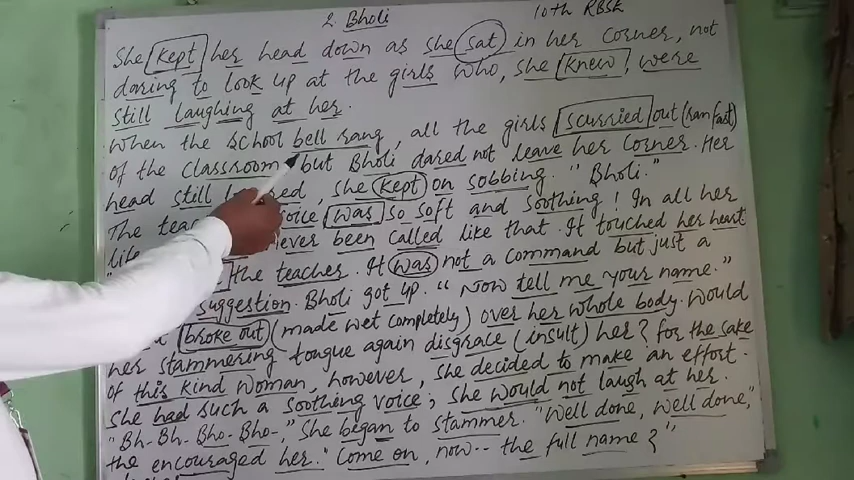 2. Bholi
10th RBSE
She kept her head down as she sat in her corner, not
daring to look up at the girls who, she knew, were
still laughing at her.
When the school bell rang, all the girls scurried out (ran fast)
of the classroom but Bholi dared not leave her corner. Her
head still, she kept on sobbing. "Bholi."
The voice was so soft and soothing! In all her
life been called like that. It touched her heart
the teacher. It was not a command but just a
suggestion. Bholi got up. "Now tell me your name."
broke out (made wet completely) over her whole body. Would
her stammering tongue again disgrace (insult) her? for the sake
of this kind woman, however, she decided to make an effort.
She had such a soothing voice; she would not laugh at her.
"Bh- Bh- Bho- Bho-," She began to stammer. "Well done, well done,"
the encouraged her. "Come on, now-- the full name?"